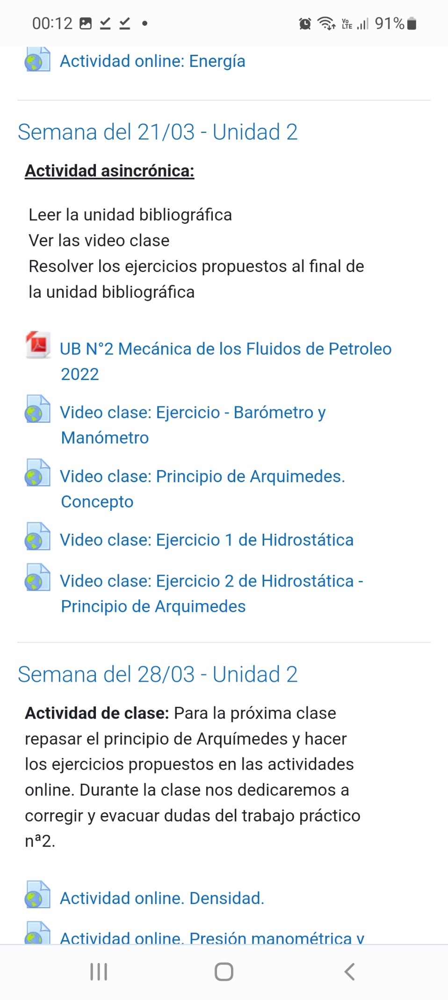 00:12
Vo LTE 91%
Actividad online: Energía
Semana del 21/03 - Unidad 2
Actividad asincrónica:
Leer la unidad bibliográfica
Ver las video clase
Resolver los ejercicios propuestos al final de
la unidad bibliográfica
UB N°2 Mecánica de los Fluidos de Petroleo
2022
Video clase: Ejercicio - Barómetro y
Manómetro
Video clase: Principio de Arquimedes.
Concepto
Video clase: Ejercicio 1 de Hidrostática
Video clase: Ejercicio 2 de Hidrostática -
Principio de Arquimedes
Semana del 28/03 - Unidad 2
Actividad de clase: Para la próxima clase
repasar el principio de Arquímedes y hacer
los ejercicios propuestos en las actividades
online. Durante la clase nos dedicaremos a
corregir y evacuar dudas del trabajo práctico
nª2.
Actividad online. Densidad.
Actividad online. Presión manométrica y